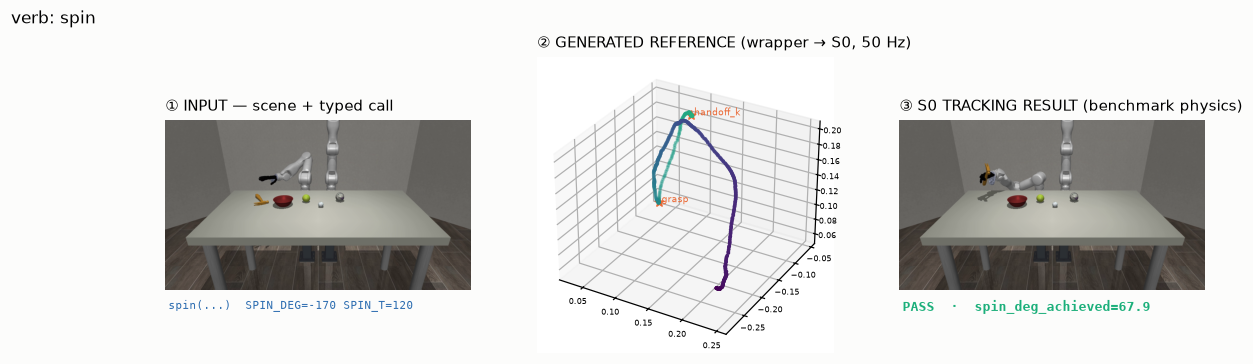 verb: spin
② GENERATED REFERENCE (wrapper → S0, 50 Hz)
① INPUT — scene + typed call
③ S0 TRACKING RESULT (benchmark physics)
handoff_k
grasp
0.20
0.18
0.16
0.14
0.12
0.10
0.08
0.06
−0.05
−0.10
−0.15
−0.20
−0.25
0.05
0.10
0.15
0.20
0.25
spin(...)  SPIN_DEG=-170 SPIN_T=120
PASS  ·  spin_deg_achieved=67.9